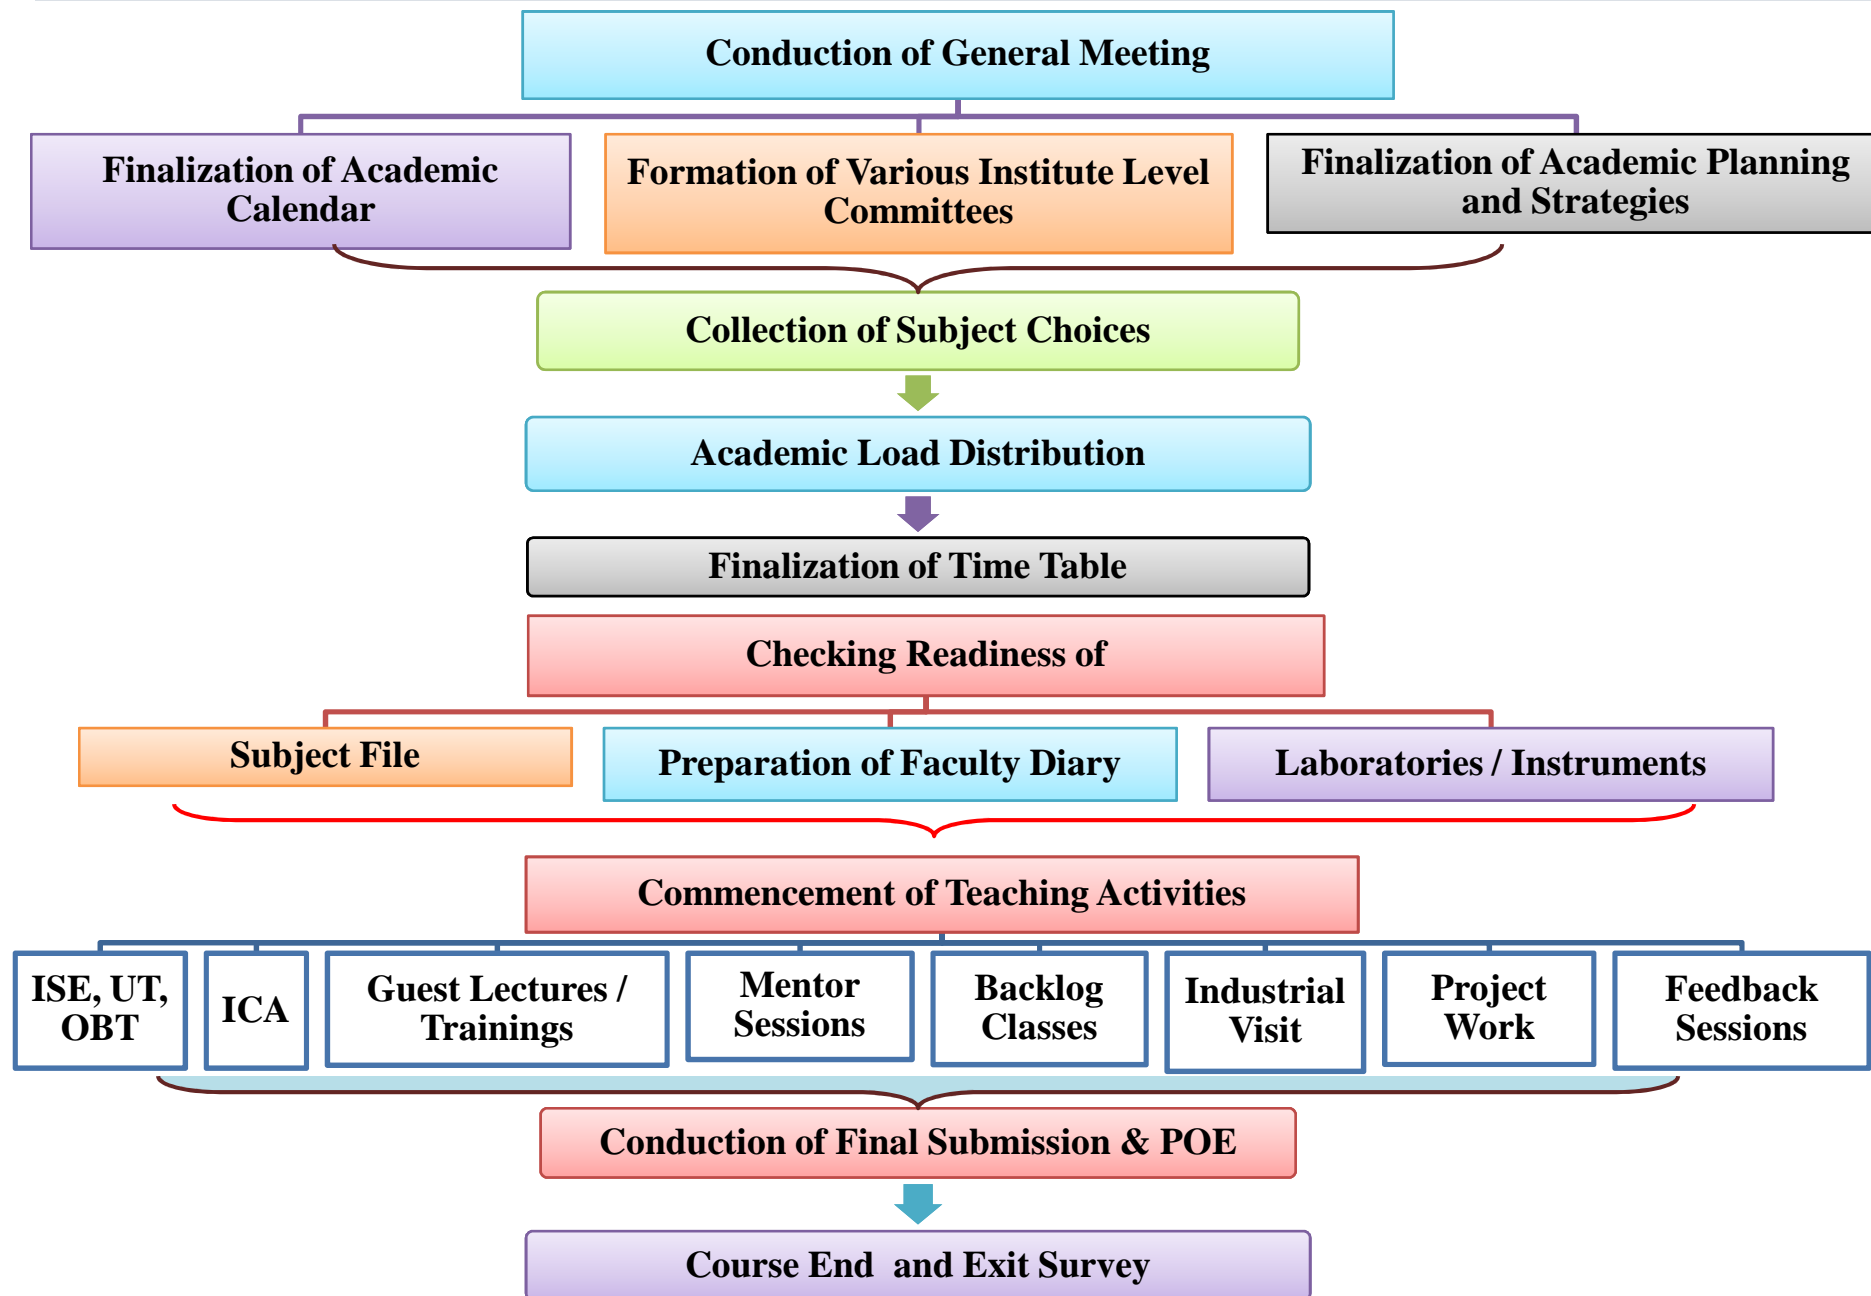 Conduction of General Meeting
Finalization of Academic
Calendar
Formation of Various Institute Level
Committees
Finalization of Academic Planning
and Strategies
Collection of Subject Choices
Academic Load Distribution
Finalization of Time Table
Checking Readiness of
Subject File
Preparation of Faculty Diary
Laboratories / Instruments
Commencement of Teaching Activities
ISE, UT,
OBT
ICA
Guest Lectures /
Trainings
Mentor
Sessions
Backlog
Classes
Industrial
Visit
Project
Work
Feedback
Sessions
Conduction of Final Submission & POE
Course End and Exit Survey